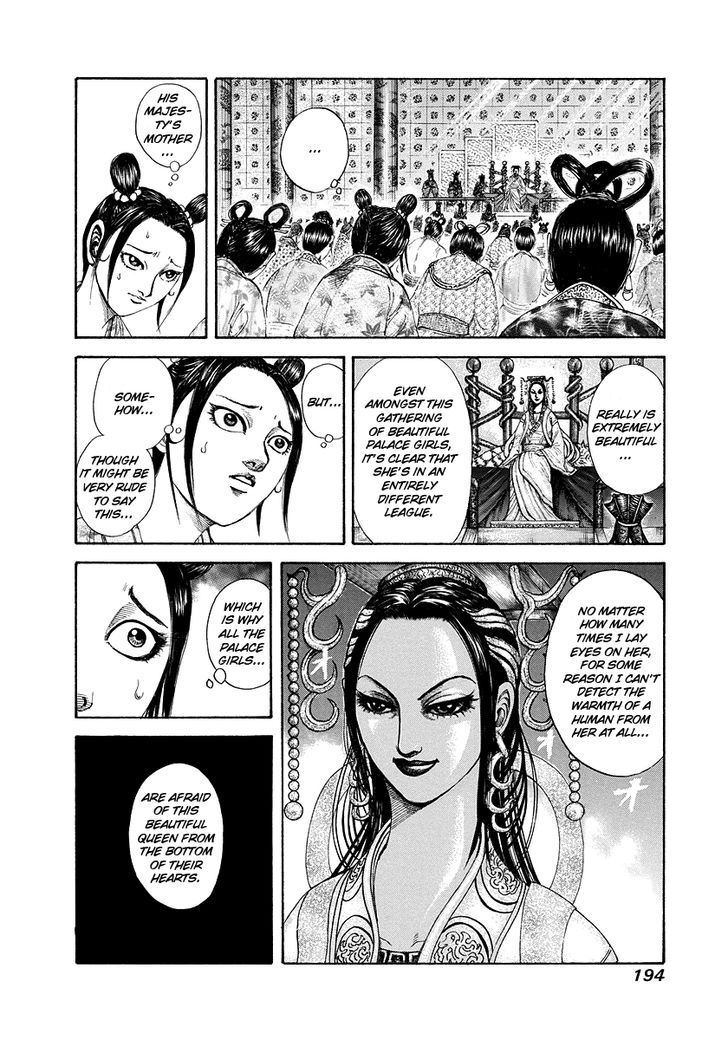 ...
HIS
MAJES-
TY'S
MOTHER
...
REALLY IS
EXTREMELY
BEAUTIFUL
...
EVEN
AMONGST THIS
GATHERING
OF BEAUTIFUL
PALACE GIRLS,
IT'S CLEAR THAT
SHE'S IN AN
ENTIRELY
DIFFERENT
LEAGUE.
BUT...
SOME-
HOW...
THOUGH
IT MIGHT BE
VERY RUDE
TO SAY
THIS...
NO MATTER
HOW MANY
TIMES I LAY
EYES ON HER,
FOR SOME
REASON I CAN'T
DETECT THE
WARMTH OF A
HUMAN FROM
HER AT ALL...
WHICH
IS WHY
ALL THE
PALACE
GIRLS...
ARE AFRAID
OF THIS
BEAUTIFUL
QUEEN FROM
THE BOTTOM
OF THEIR
HEARTS.
194